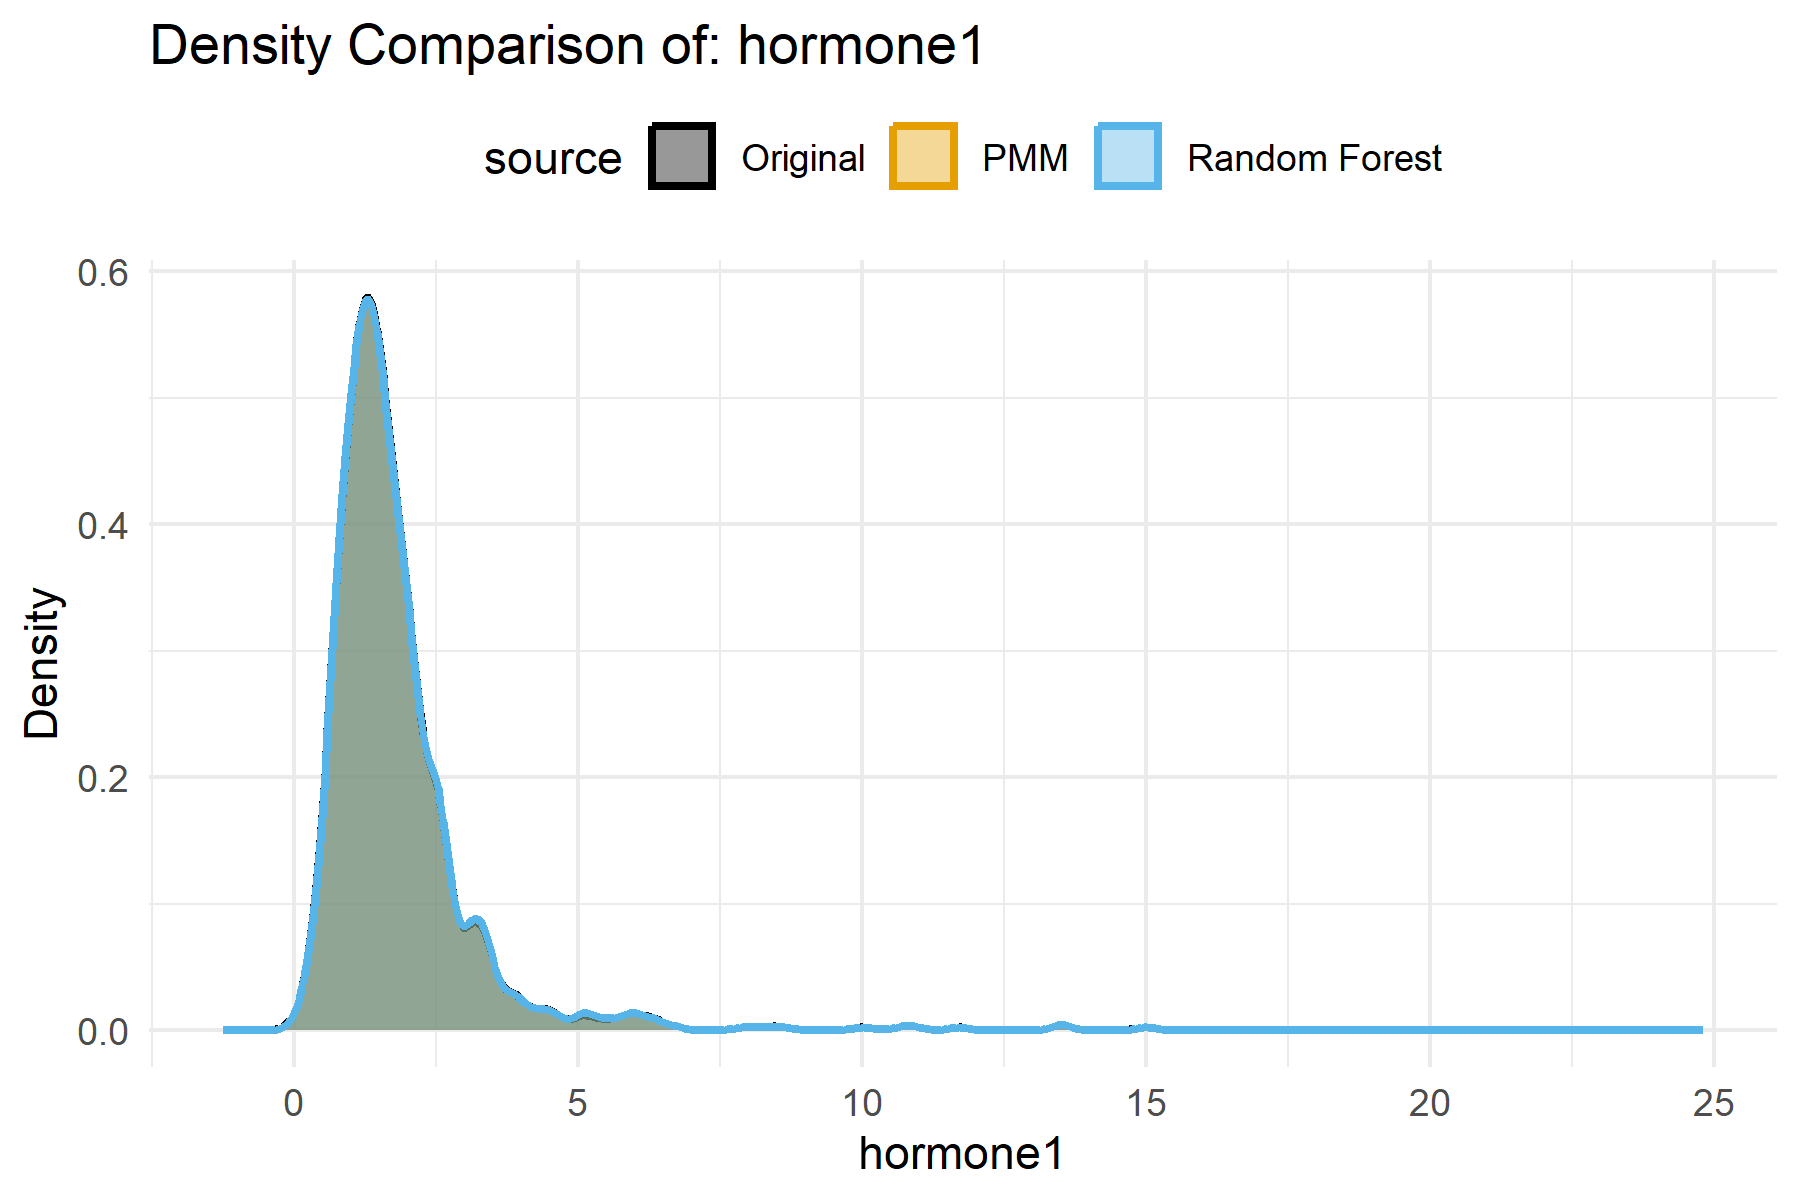 Density Comparison of: hormone1
source Original PMM Random Forest
0.6
0.4
0.2
0.0
Density
0 5 10 15 20 25
hormone1